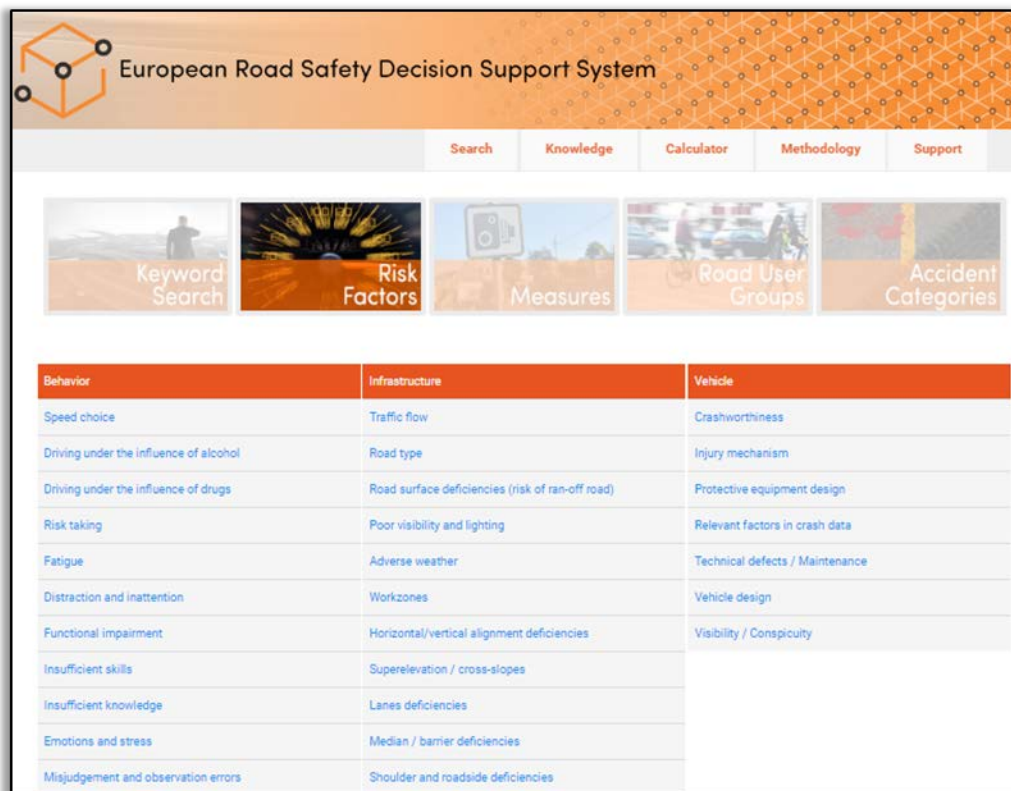 European Road Safety Decision Support System
Search Knowledge Calculator Methodology Support
Keyword
Search
Risk
Factors
Measures
Road User
Groups
Accident
Categories
Behavior Infrastructure Vehicle
Speed choice Traffic flow Crashworthiness
Driving under the influence of alcohol Road type Injury mechanism
Driving under the influence of drugs Road surface deficiencies (risk of ran-off road) Protective equipment design
Risk taking Poor visibility and lighting Relevant factors in crash data
Fatigue Adverse weather Technical defects / Maintenance
Distraction and inattention Workzones Vehicle design
Functional impairment Horizontal/vertical alignment deficiencies Visibility / Conspicuity
Insufficient skills Superelevation / cross-slopes
Insufficient knowledge Lanes deficiencies
Emotions and stress Median / barrier deficiencies
Misjudgement and observation errors Shoulder and roadside deficiencies